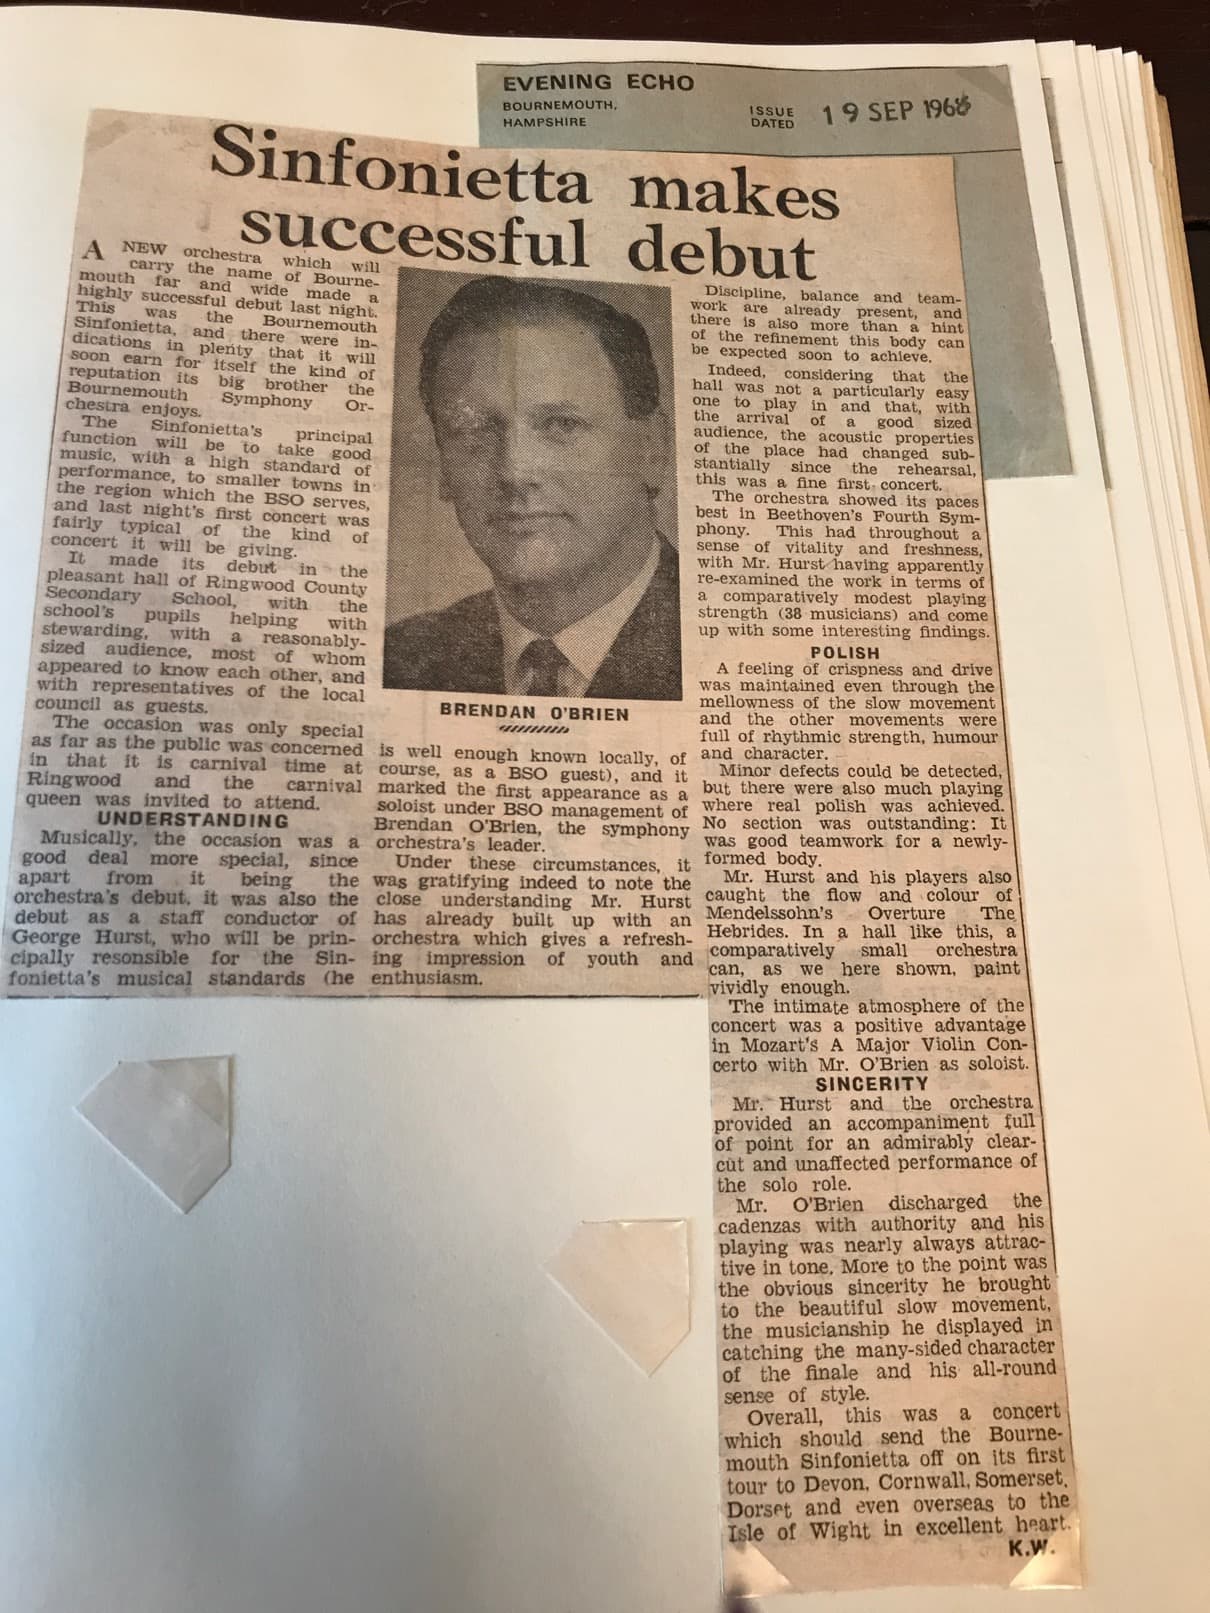 EVENING ECHO
BOURNEMOUTH,
HAMPSHIRE
ISSUE
DATED
19 SEP 1968
Sinfonietta makes
successful debut
A NEW orchestra which will
carry the name of Bourne-
mouth far and wide made a
highly successful debut last night.
This was the Bournemouth
Sinfonietta, and there were in-
dications in plenty that it will
soon earn for itself the kind of
reputation its big brother the
Bournemouth Symphony Or-
chestra enjoys.
The Sinfonietta's principal
function will be to take good
music, with a high standard of
performance, to smaller towns in
the region which the BSO serves,
and last night's first concert was
fairly typical of the kind of
concert it will be giving.
It made its debut in the
pleasant hall of Ringwood County
Secondary School, with the
school's pupils helping with
stewarding, with a reasonably-
sized audience, most of whom
appeared to know each other, and
with representatives of the local
council as guests.
The occasion was only special
as far as the public was concerned
in that it is carnival time at
Ringwood and the carnival
queen was invited to attend.
UNDERSTANDING
Musically, the occasion was a
good deal more special, since
apart from it being the
orchestra's debut, it was also the
debut as a staff conductor of
George Hurst, who will be prin-
cipally resonsible for the Sin-
fonietta's musical standards (he
BRENDAN O'BRIEN
is well enough known locally, of
course, as a BSO guest), and it
marked the first appearance as a
soloist under BSO management of
Brendan O'Brien, the symphony
orchestra's leader.
Under these circumstances, it
was gratifying indeed to note the
close understanding Mr. Hurst
has already built up with an
orchestra which gives a refresh-
ing impression of youth and
enthusiasm.
Discipline, balance and team-
work are already present, and
there is also more than a hint
of the refinement this body can
be expected soon to achieve.
Indeed, considering that the
hall was not a particularly easy
one to play in and that, with
the arrival of a good sized
audience, the acoustic properties
of the place had changed sub-
stantially since the rehearsal,
this was a fine first concert.
The orchestra showed its paces
best in Beethoven's Fourth Sym-
phony. This had throughout a
sense of vitality and freshness,
with Mr. Hurst having apparently
re-examined the work in terms of
a comparatively modest playing
strength (38 musicians) and come
up with some interesting findings.
POLISH
A feeling of crispness and drive
was maintained even through the
mellowness of the slow movement
and the other movements were
full of rhythmic strength, humour
and character.
Minor defects could be detected,
but there were also much playing
where real polish was achieved.
No section was outstanding: It
was good teamwork for a newly-
formed body.
Mr. Hurst and his players also
caught the flow and colour of
Mendelssohn's Overture The
Hebrides. In a hall like this, a
comparatively small orchestra
can, as we here shown, paint
vividly enough.
The intimate atmosphere of the
concert was a positive advantage
in Mozart's A Major Violin Con-
certo with Mr. O'Brien as soloist.
SINCERITY
Mr. Hurst and the orchestra
provided an accompaniment full
of point for an admirably clear-
cut and unaffected performance of
the solo role.
Mr. O'Brien discharged the
cadenzas with authority and his
playing was nearly always attrac-
tive in tone. More to the point was
the obvious sincerity he brought
to the beautiful slow movement,
the musicianship he displayed in
catching the many-sided character
of the finale and his all-round
sense of style.
Overall, this was a concert
which should send the Bourne-
mouth Sinfonietta off on its first
tour to Devon, Cornwall, Somerset,
Dorset and even overseas to the
Isle of Wight in excellent heart.
K.W.